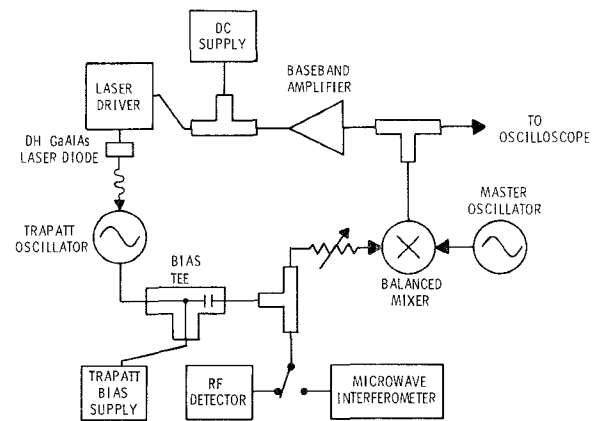 DC
SUPPLY
BASEBAND
AMPLIFIER
LASER
DRIVER
TO
OSCILLOSCOPE
DH GaAlAs
LASER DIODE
MASTER
OSCILLATOR
TRAPATT
OSCILLATOR
BIAS
TEE
BALANCED
MIXER
TRAPATT
BIAS
SUPPLY
RF
DETECTOR
MICROWAVE
INTERFEROMETER